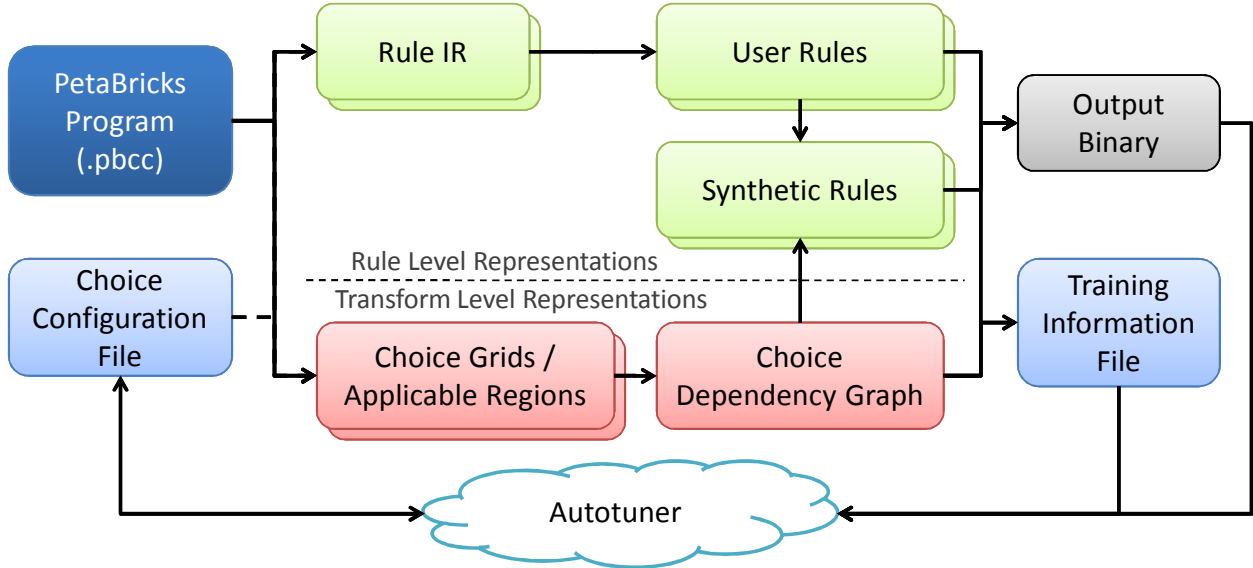 PetaBricks
Program
(.pbcc)
Rule IR
User Rules
Output
Binary
Synthetic Rules
Rule Level Representations
Transform Level Representations
Choice
Configuration
File
Choice Grids /
Applicable Regions
Choice
Dependency Graph
Training
Information
File
Autotuner